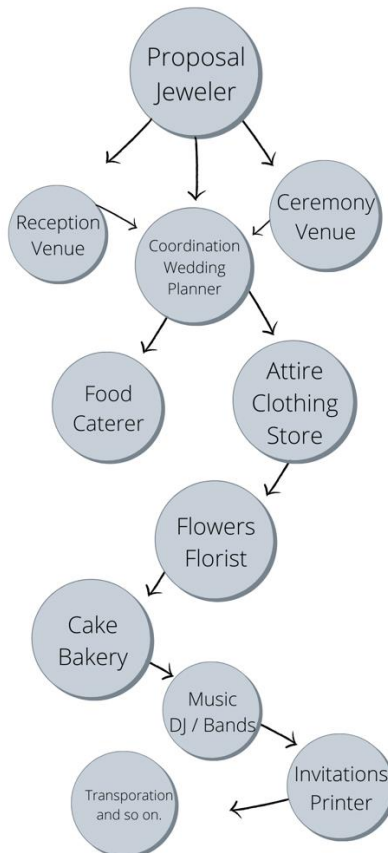 Proposal
Jeweler
Reception
Venue
Coordination
Wedding
Planner
Ceremony
Venue
Food
Caterer
Attire
Clothing
Store
Flowers
Florist
Cake
Bakery
Music
DJ / Bands
Invitations
Printer
Transporation
and so on.